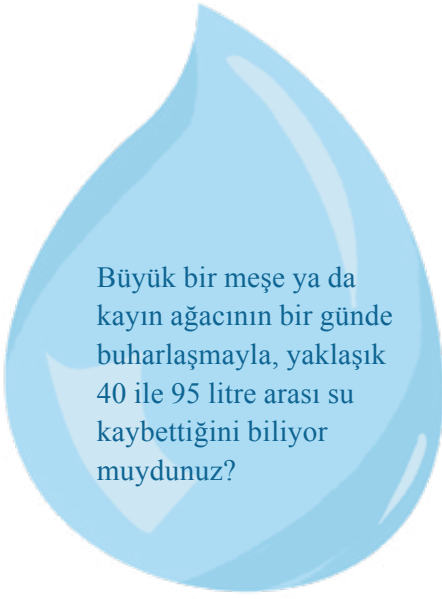 Büyük bir meşe ya da
kayın ağacının bir günde
buharlaşmayla, yaklaşık
40 ile 95 litre arası su
kaybettiğini biliyor
muydunuz?